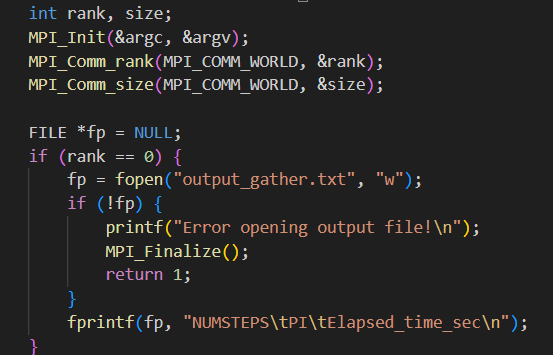 int rank, size;
MPI_Init(&argc, &argv);
MPI_Comm_rank(MPI_COMM_WORLD, &rank);
MPI_Comm_size(MPI_COMM_WORLD, &size);

FILE *fp = NULL;
if (rank == 0) {
    fp = fopen("output_gather.txt", "w");
    if (!fp) {
        printf("Error opening output file!\n");
        MPI_Finalize();
        return 1;
    }
    fprintf(fp, "NUMSTEPS\tPI\tElapsed_time_sec\n");
}